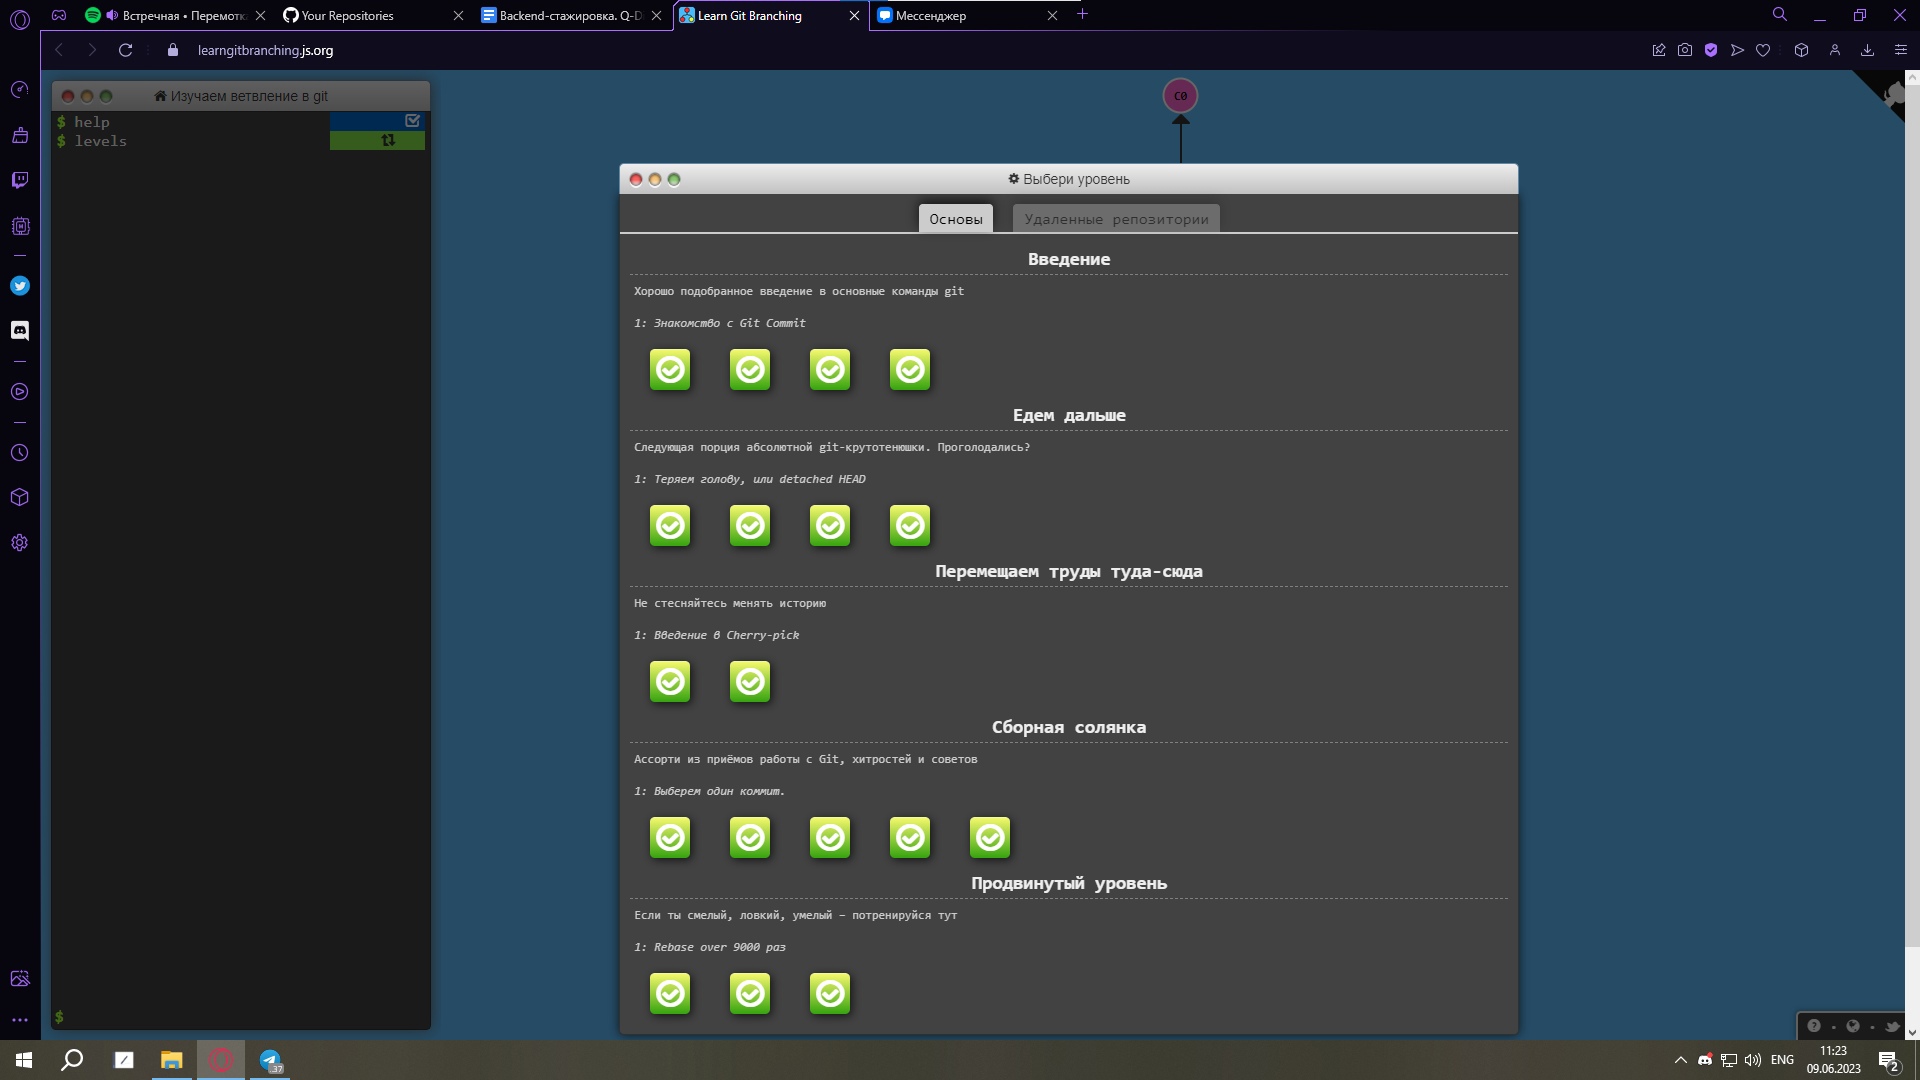 Встречная • Перемотк
Your Repositories
Backend-стажировка. Q-D
Learn Git Branching
Мессенджер
learngitbranching.js.org
Изучаем ветвление в git
$ help
$ levels
C0
Выбери уровень
Основы
Удаленные репозитории
Введение
Хорошо подобранное введение в основные команды git
1: Знакомство с Git Commit
Едем дальше
Следующая порция абсолютной git-крутотенюшки. Проголодались?
1: Теряем голову, или detached HEAD
Перемещаем труды туда-сюда
Не стесняйтесь менять историю
1: Введение в Cherry-pick
Сборная солянка
Ассорти из приёмов работы с Git, хитростей и советов
1: Выберем один коммит.
Продвинутый уровень
Если ты смелый, ловкий, умелый – потренируйся тут
1: Rebase over 9000 раз
$
37
ENG
11:23
09.06.2023
2